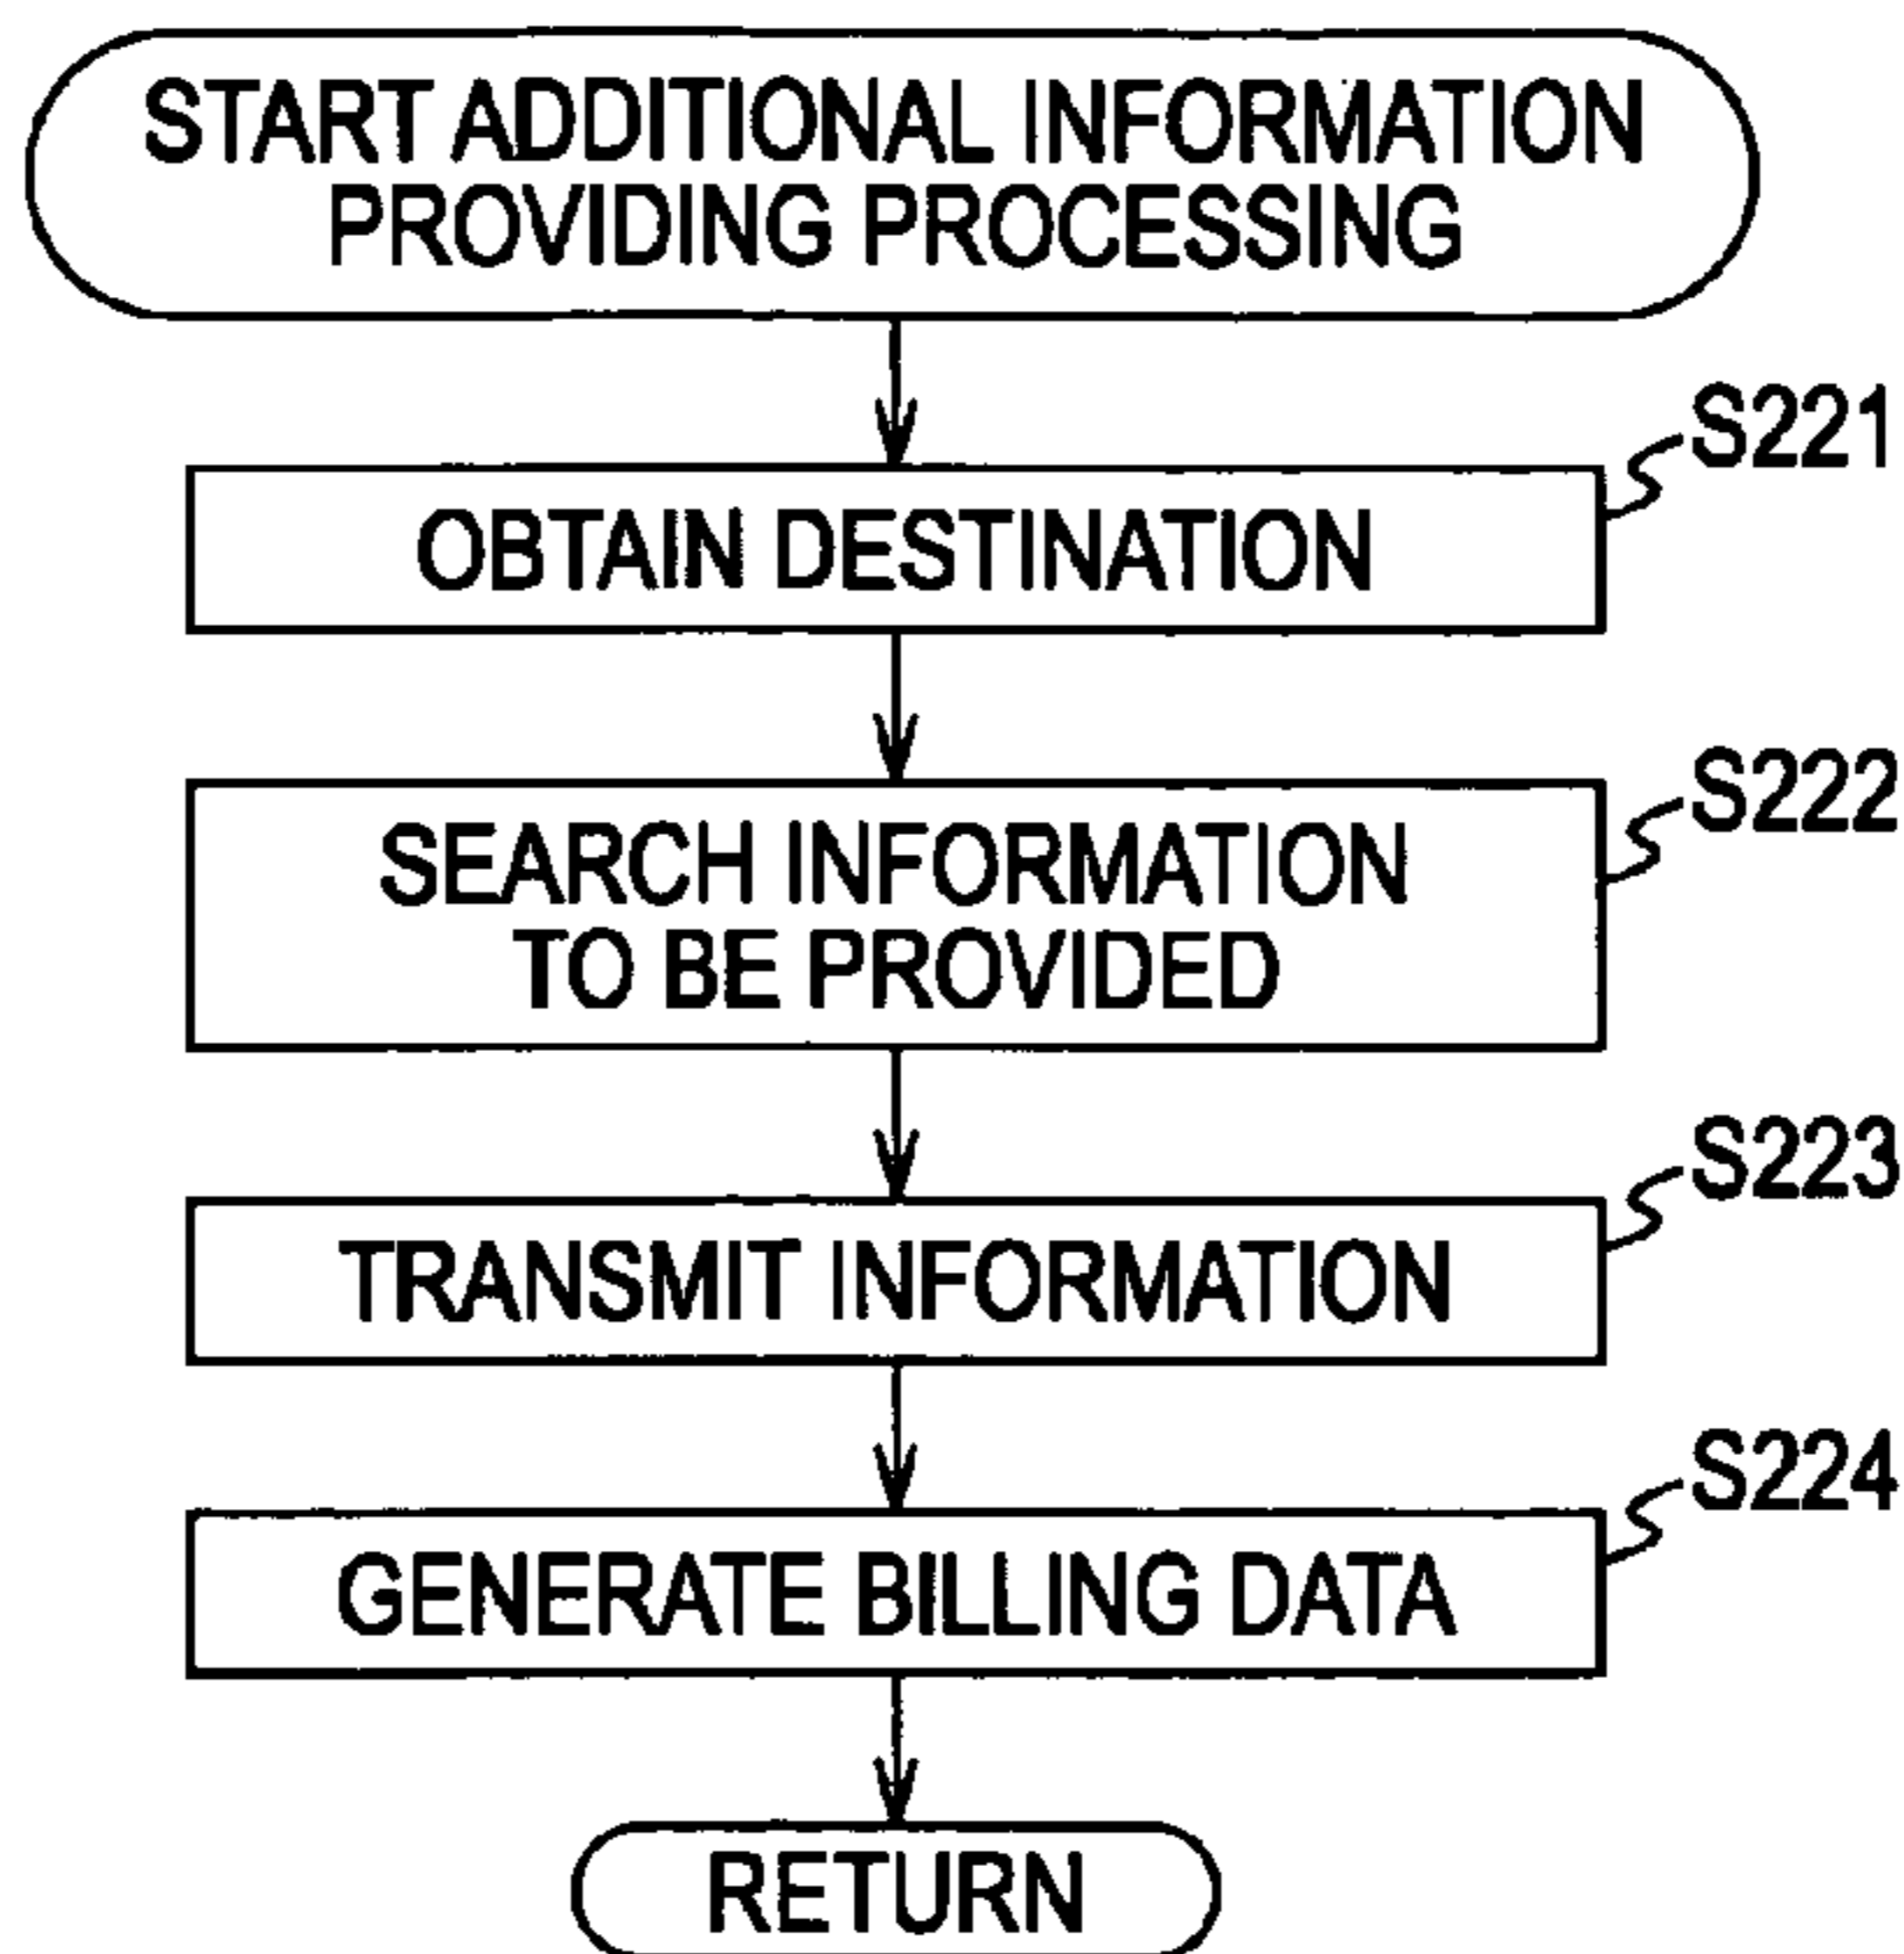 START ADDITIONAL INFORMATION
PROVIDING PROCESSING
S221
OBTAIN DESTINATION
S222
SEARCH INFORMATION
TO BE PROVIDED
S223
TRANSMIT INFORMATION
S224
GENERATE BILLING DATA
RETURN